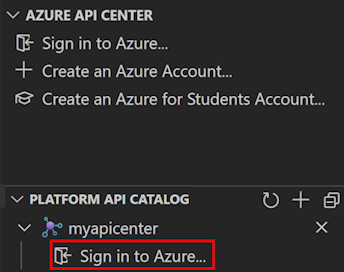 AZURE API CENTER
Sign in to Azure...
Create an Azure Account...
Create an Azure for Students Account...
PLATFORM API CATALOG
myapicenter
Sign in to Azure...